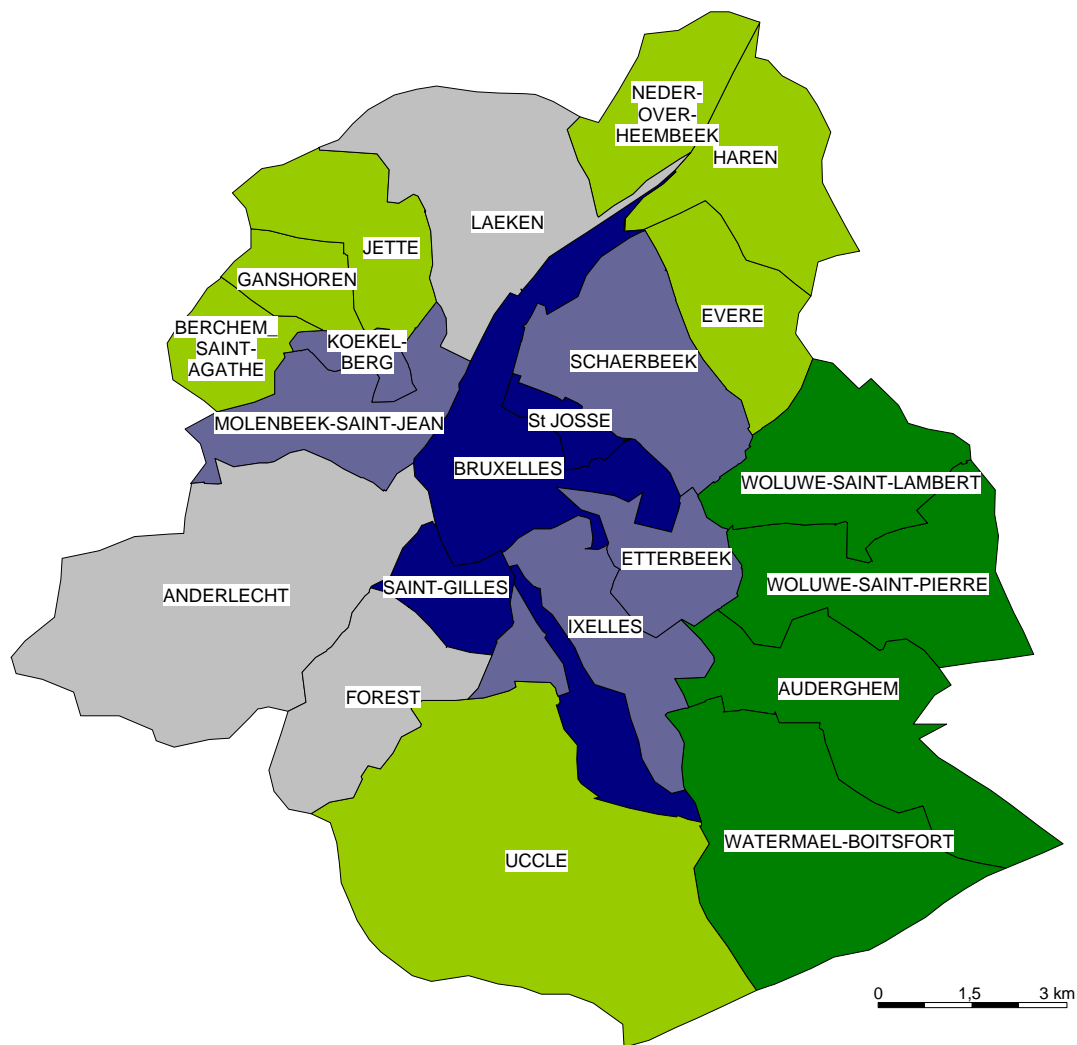 NEDER-
OVER-
HEEMBEEK
HAREN
LAEKEN
JETTE
GANSHOREN
BERCHEM_
SAINT-
AGATHE
KOEKEL-
BERG
EVERE
SCHAERBEEK
MOLENBEEK-SAINT-JEAN
St JOSSE
BRUXELLES
WOLUWE-SAINT-LAMBERT
ETTERBEEK
WOLUWE-SAINT-PIERRE
ANDERLECHT
SAINT-GILLES
IXELLES
FOREST
AUDERGHEM
WATERMAEL-BOITSFORT
UCCLE
0 1,5 3 km